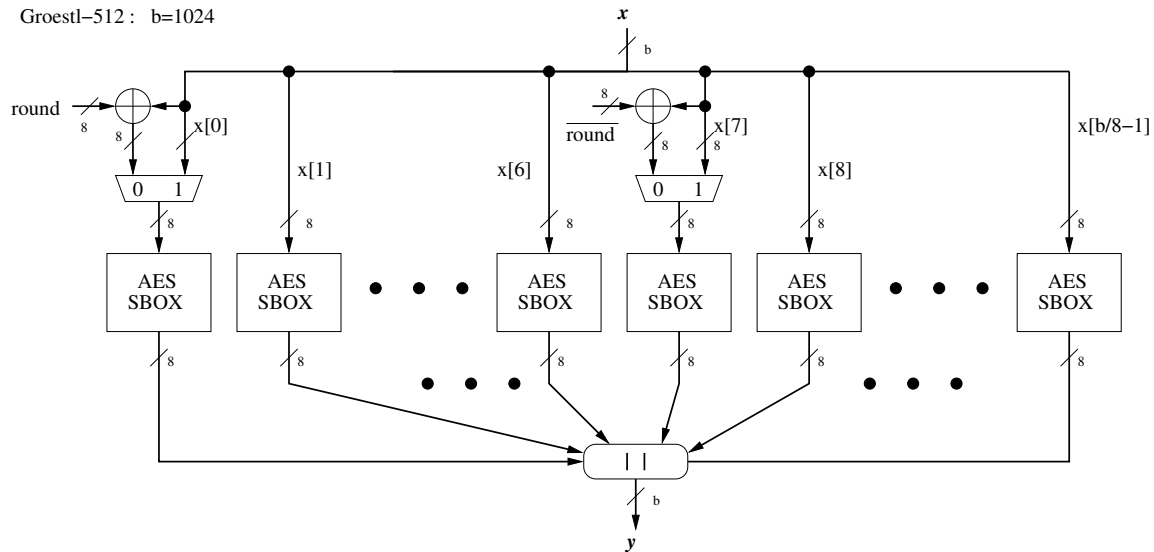 Groestl−512 : b=1024
x
b
round
8
8
x[0]
x[1]
x[6]
8
round
8
8
x[7]
x[8]
x[b/8−1]
0 1
0 1
8
8
8
8
8
8
AES SBOX
AES SBOX
AES SBOX
AES SBOX
AES SBOX
AES SBOX
8
8
8
8
8
8
| |
b
y